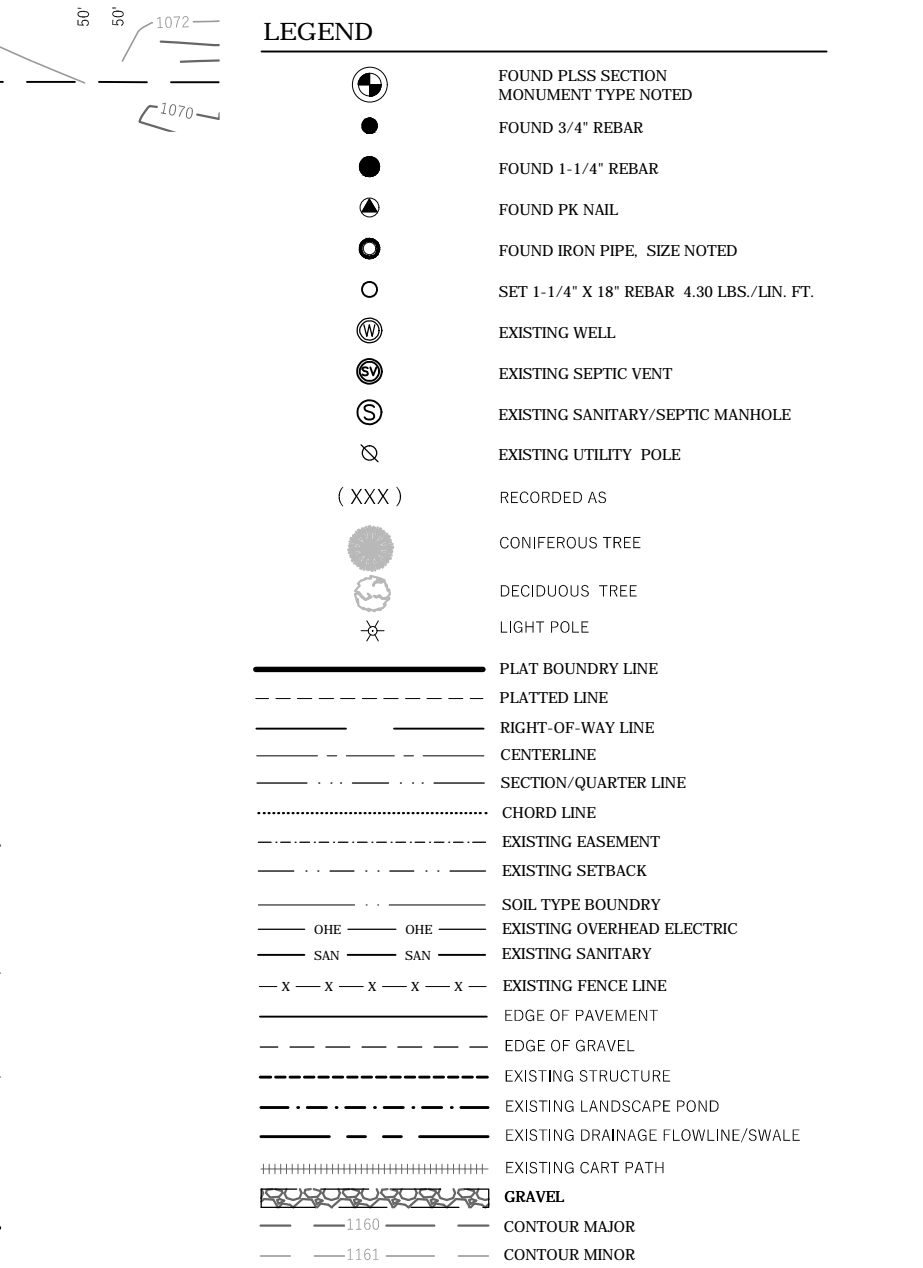 50'
50'
1072
1070
LEGEND
FOUND PLSS SECTION
MONUMENT TYPE NOTED
FOUND 3/4" REBAR
FOUND 1-1/4" REBAR
FOUND PK NAIL
FOUND IRON PIPE, SIZE NOTED
SET 1-1/4" X 18" REBAR 4.30 LBS./LIN. FT.
W EXISTING WELL
SV EXISTING SEPTIC VENT
S EXISTING SANITARY/SEPTIC MANHOLE
EXISTING UTILITY POLE
(XXX) RECORDED AS
CONIFEROUS TREE
DECIDUOUS TREE
LIGHT POLE
PLAT BOUNDRY LINE
PLATTED LINE
RIGHT-OF-WAY LINE
CENTERLINE
SECTION/QUARTER LINE
CHORD LINE
EXISTING EASEMENT
EXISTING SETBACK
SOIL TYPE BOUNDRY
OHE OHE EXISTING OVERHEAD ELECTRIC
SAN SAN EXISTING SANITARY
X X X X X EXISTING FENCE LINE
EDGE OF PAVEMENT
EDGE OF GRAVEL
EXISTING STRUCTURE
EXISTING LANDSCAPE POND
EXISTING DRAINAGE FLOWLINE/SWALE
EXISTING CART PATH
GRAVEL
1160 CONTOUR MAJOR
1161 CONTOUR MINOR